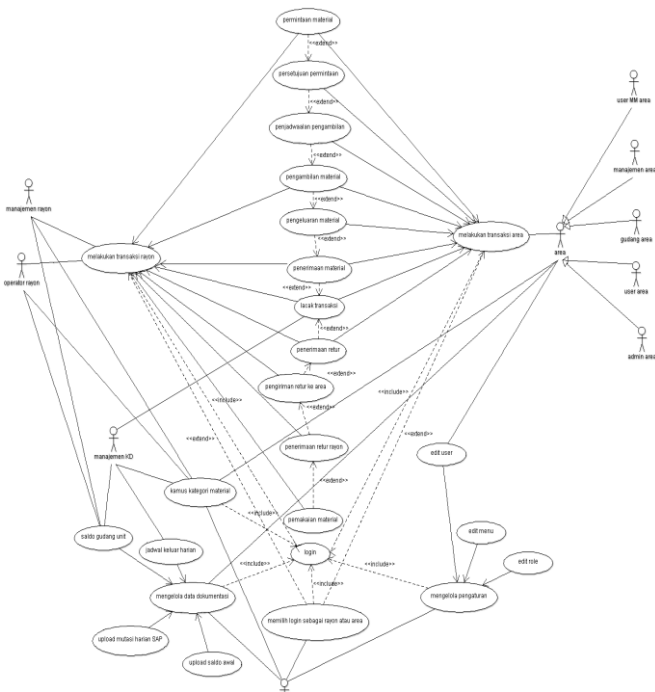 permintaan material
<<extend>>
persetujuan permintaan
<<extend>>
user MM area
penjadwaalan pengambilan
<<extend>>
pengambilan material
manajemen area
<<extend>>
manajemen rayon
pengeluaran material
gudang area
melakukan transaksi area
area
<<extend>>
melakukan transaksi rayon
operator rayon
penerimaan material
user area
<<extend>>
lacak transaksi
<<extend>>
admin area
penerimaan retur
<<extend>>
pengiriman retur ke area
<<include>>
<<include>>
<<extend>>
<<extend>>
<<extend>>
manajemen KD
penerimaan retur rayon
edit user
<<extend>>
kamus kategori material
<<include>>
pemakaian material
saldo gudang unit
edit menu
jadwal keluar harian
login
<<include>>
<<include>>
edit role
<<include>>
mengelola data dokumentasi
mengelola pengaturan
memilih login sebagai rayon atau area
upload mutasi harian SAP
upload saldo awal